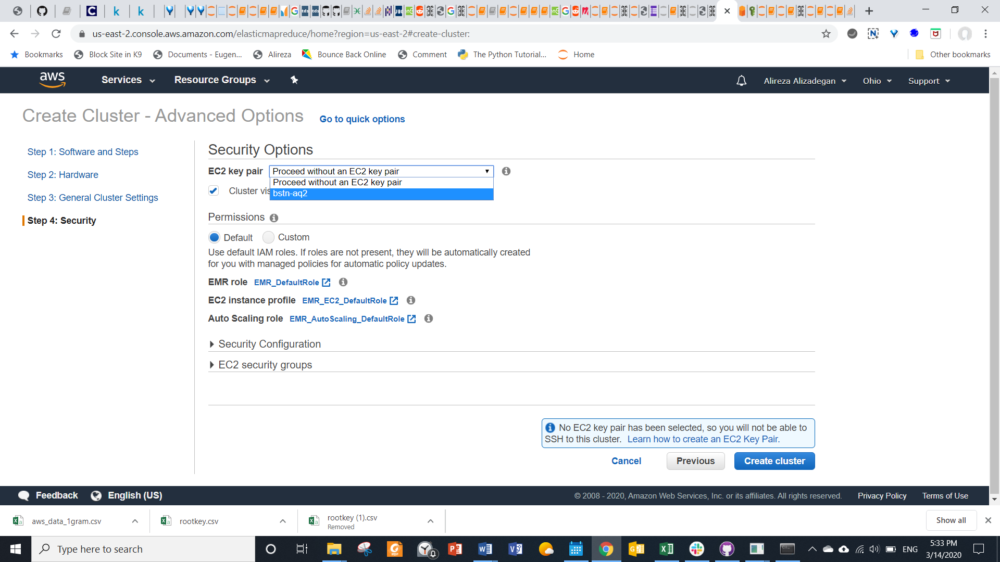 us-east-2.console.aws.amazon.com/elasticmapreduce/home?region=us-east-2#create-cluster:
Bookmarks Block Site in K9 Documents - Eugen... Alireza Bounce Back Online Comment The Python Tutorial... Home Other bookmarks
aws Services Resource Groups Alireza Alizadegan Ohio Support
Create Cluster - Advanced Options Go to quick options
Step 1: Software and Steps
Step 2: Hardware
Step 3: General Cluster Settings
Step 4: Security
Security Options
EC2 key pair Proceed without an EC2 key pair
Proceed without an EC2 key pair
bstn-aq2
Cluster vis
Permissions
Default Custom
Use default IAM roles. If roles are not present, they will be automatically created
for you with managed policies for automatic policy updates.
EMR role EMR_DefaultRole
EC2 instance profile EMR_EC2_DefaultRole
Auto Scaling role EMR_AutoScaling_DefaultRole
Security Configuration
EC2 security groups
No EC2 key pair has been selected, so you will not be able to
SSH to this cluster. Learn how to create an EC2 Key Pair.
Cancel Previous Create cluster
Feedback English (US) © 2008 - 2020, Amazon Web Services, Inc. or its affiliates. All rights reserved. Privacy Policy Terms of Use
aws_data_1gram.csv rootkey.csv rootkey (1).csv
Removed
Show all
Type here to search
ENG
5:33 PM
3/14/2020